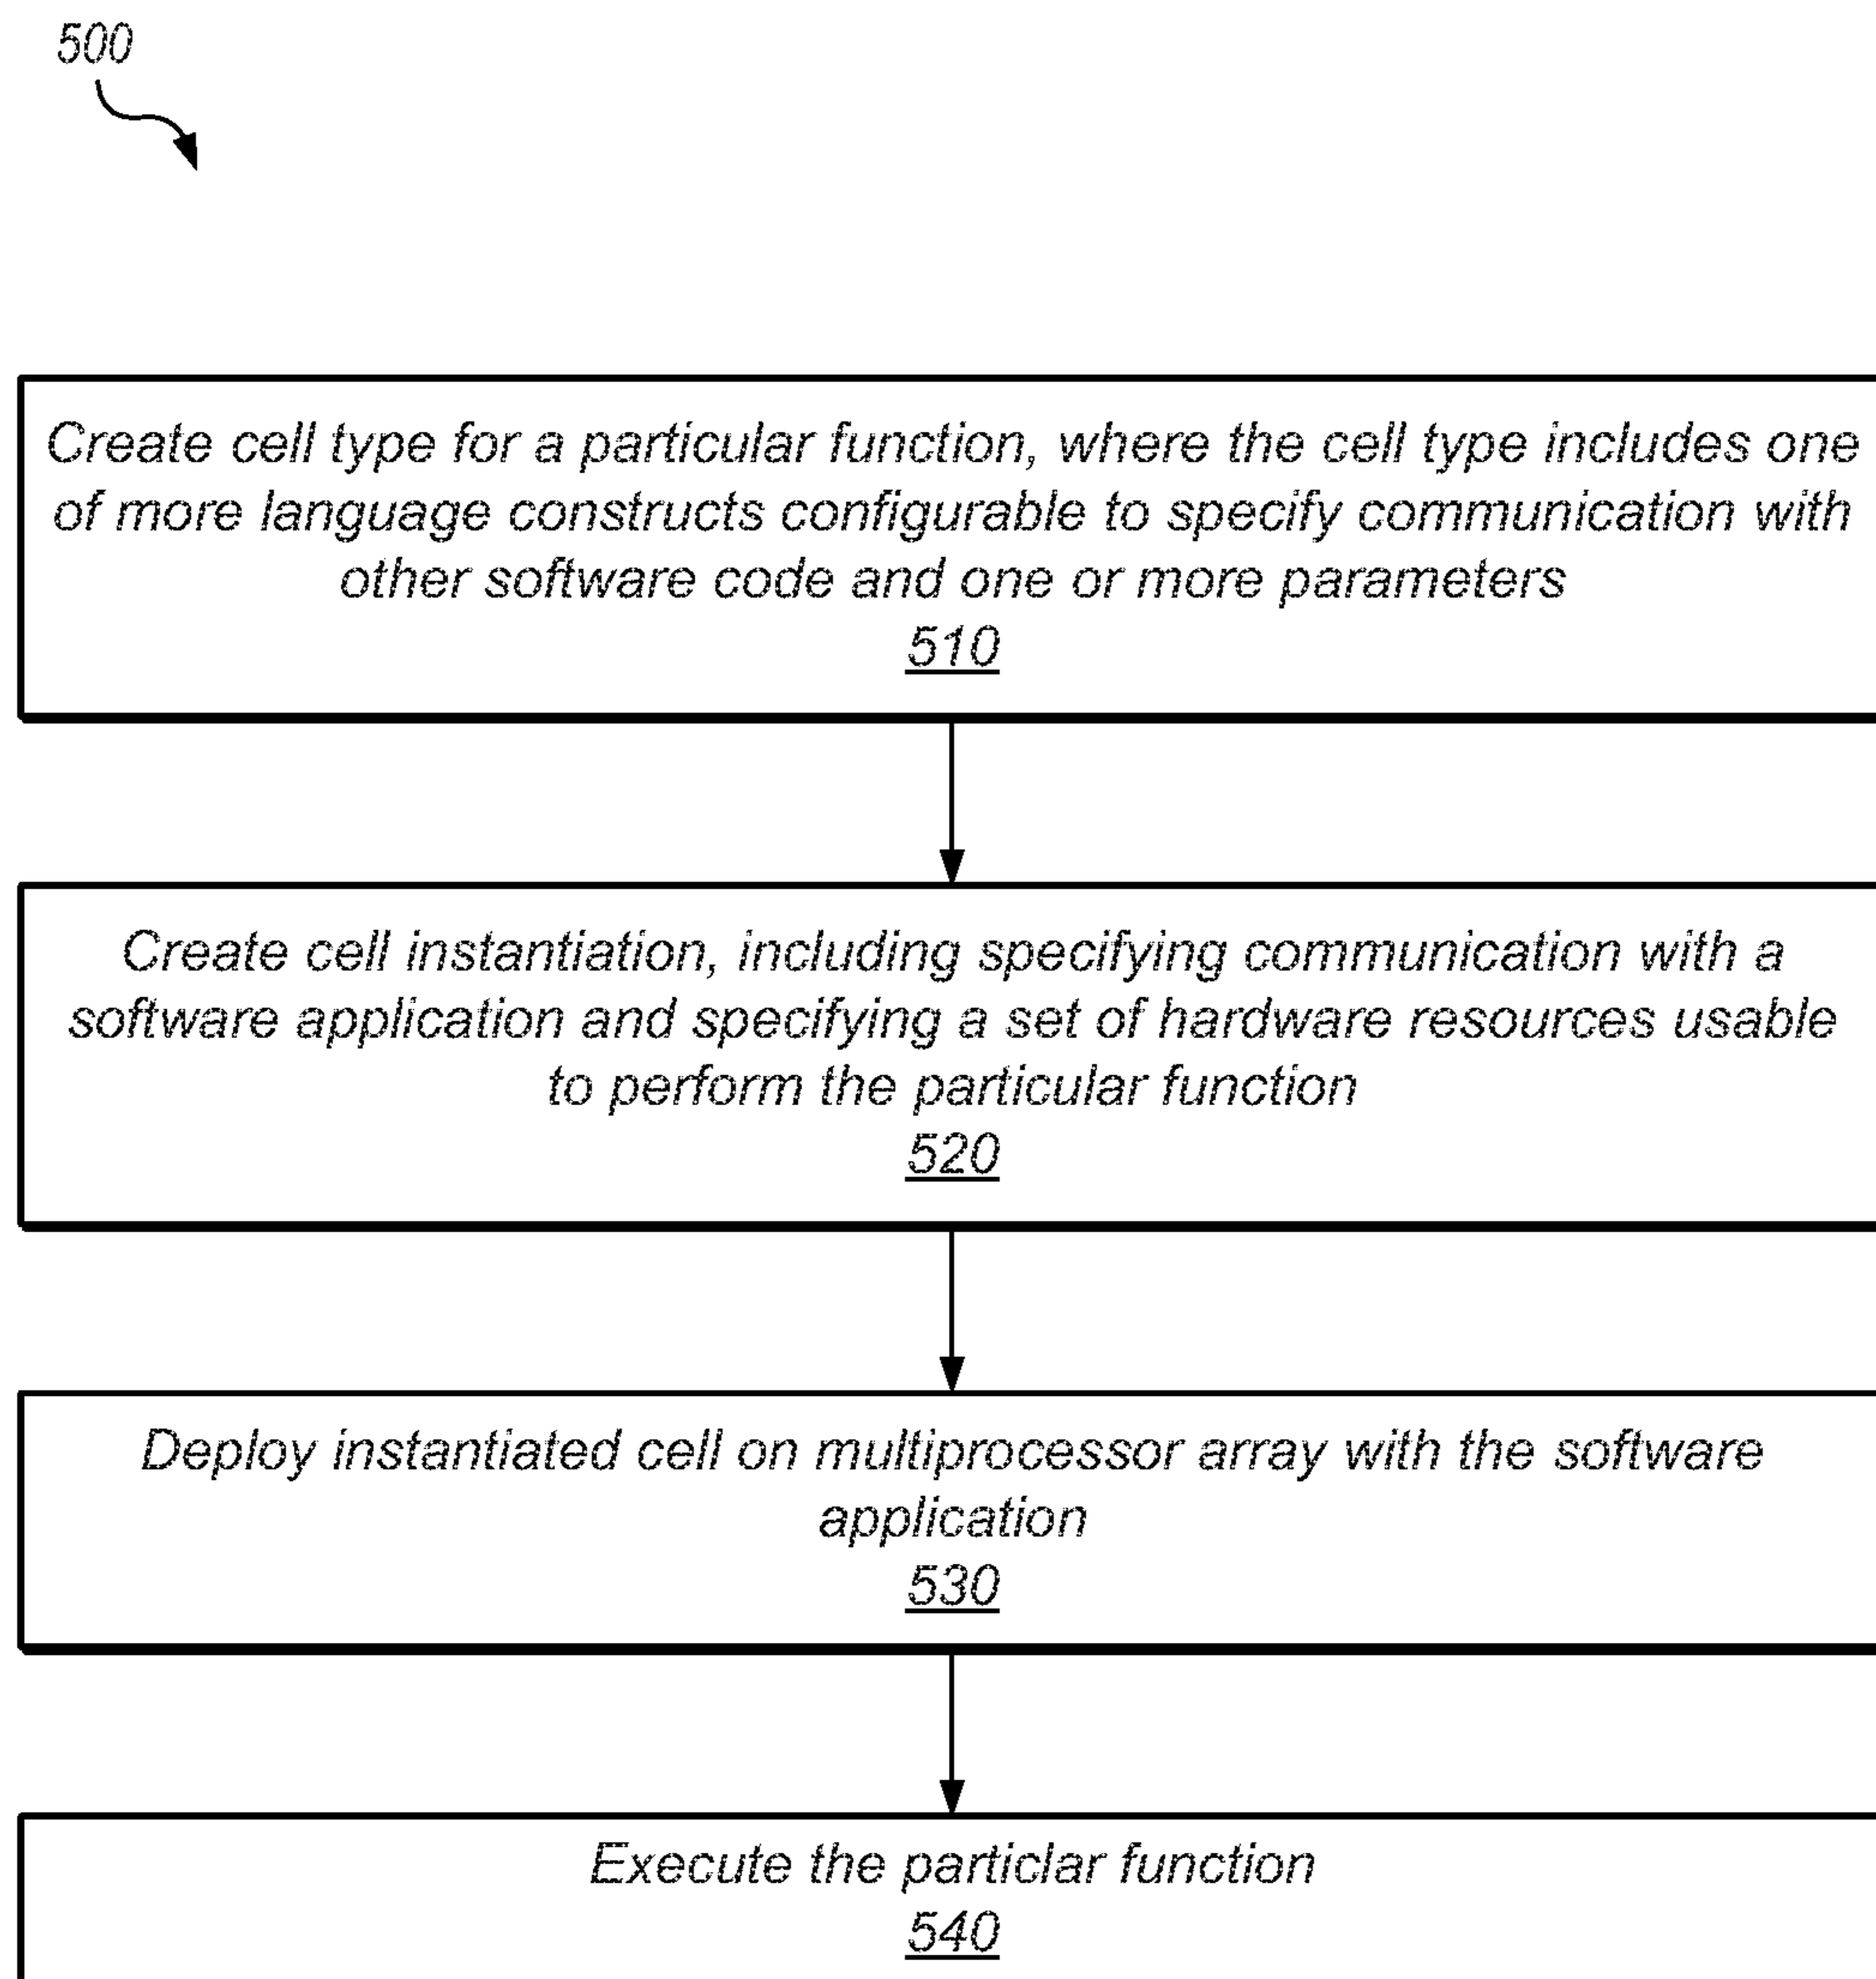 500
Create cell type for a particular function, where the cell type includes one
of more language constructs configurable to specify communication with
other software code and one or more parameters
510
Create cell instantiation, including specifying communication with a
software application and specifying a set of hardware resources usable
to perform the particular function
520
Deploy instantiated cell on multiprocessor array with the software
application
530
Execute the particlar function
540